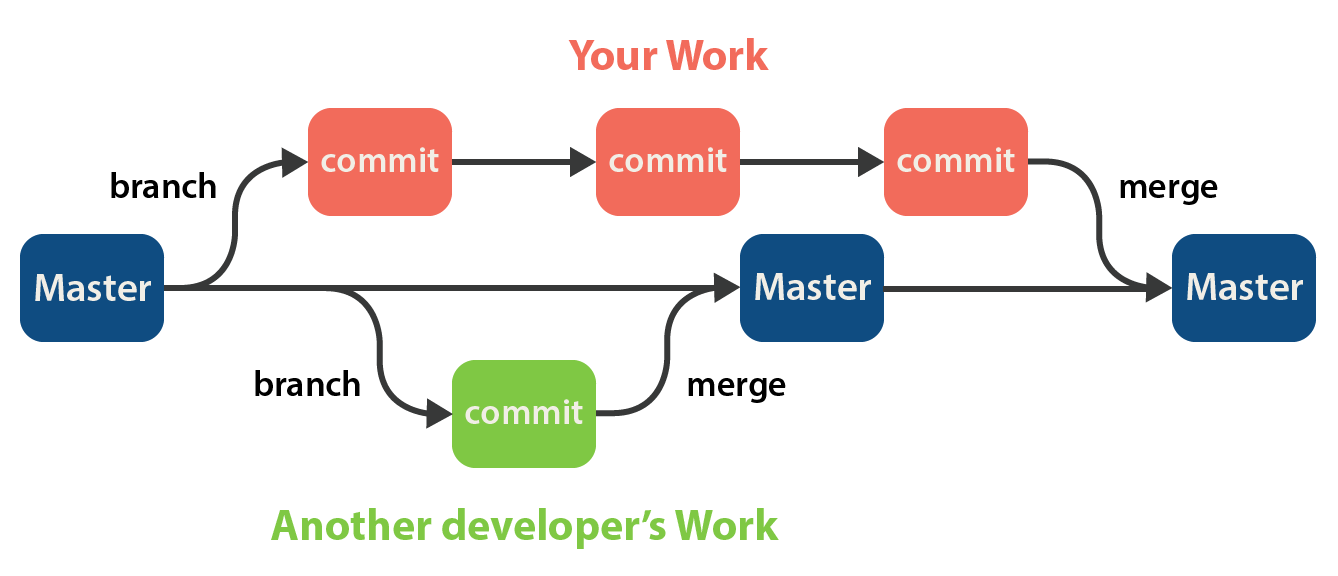 Your Work
commit
commit
commit
branch
merge
Master
Master
Master
branch
merge
commit
Another developer’s Work